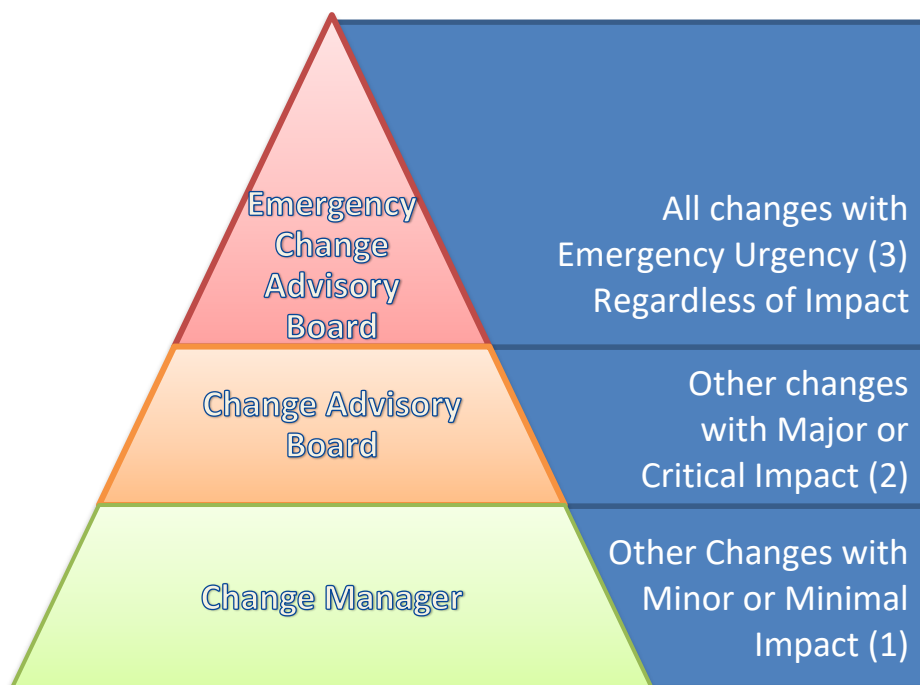 Emergency
Change
Advisory
Board
All changes with
Emergency Urgency (3)
Regardless of Impact
Change Advisory
Board
Other changes
with Major or
Critical Impact (2)
Change Manager
Other Changes with
Minor or Minimal
Impact (1)